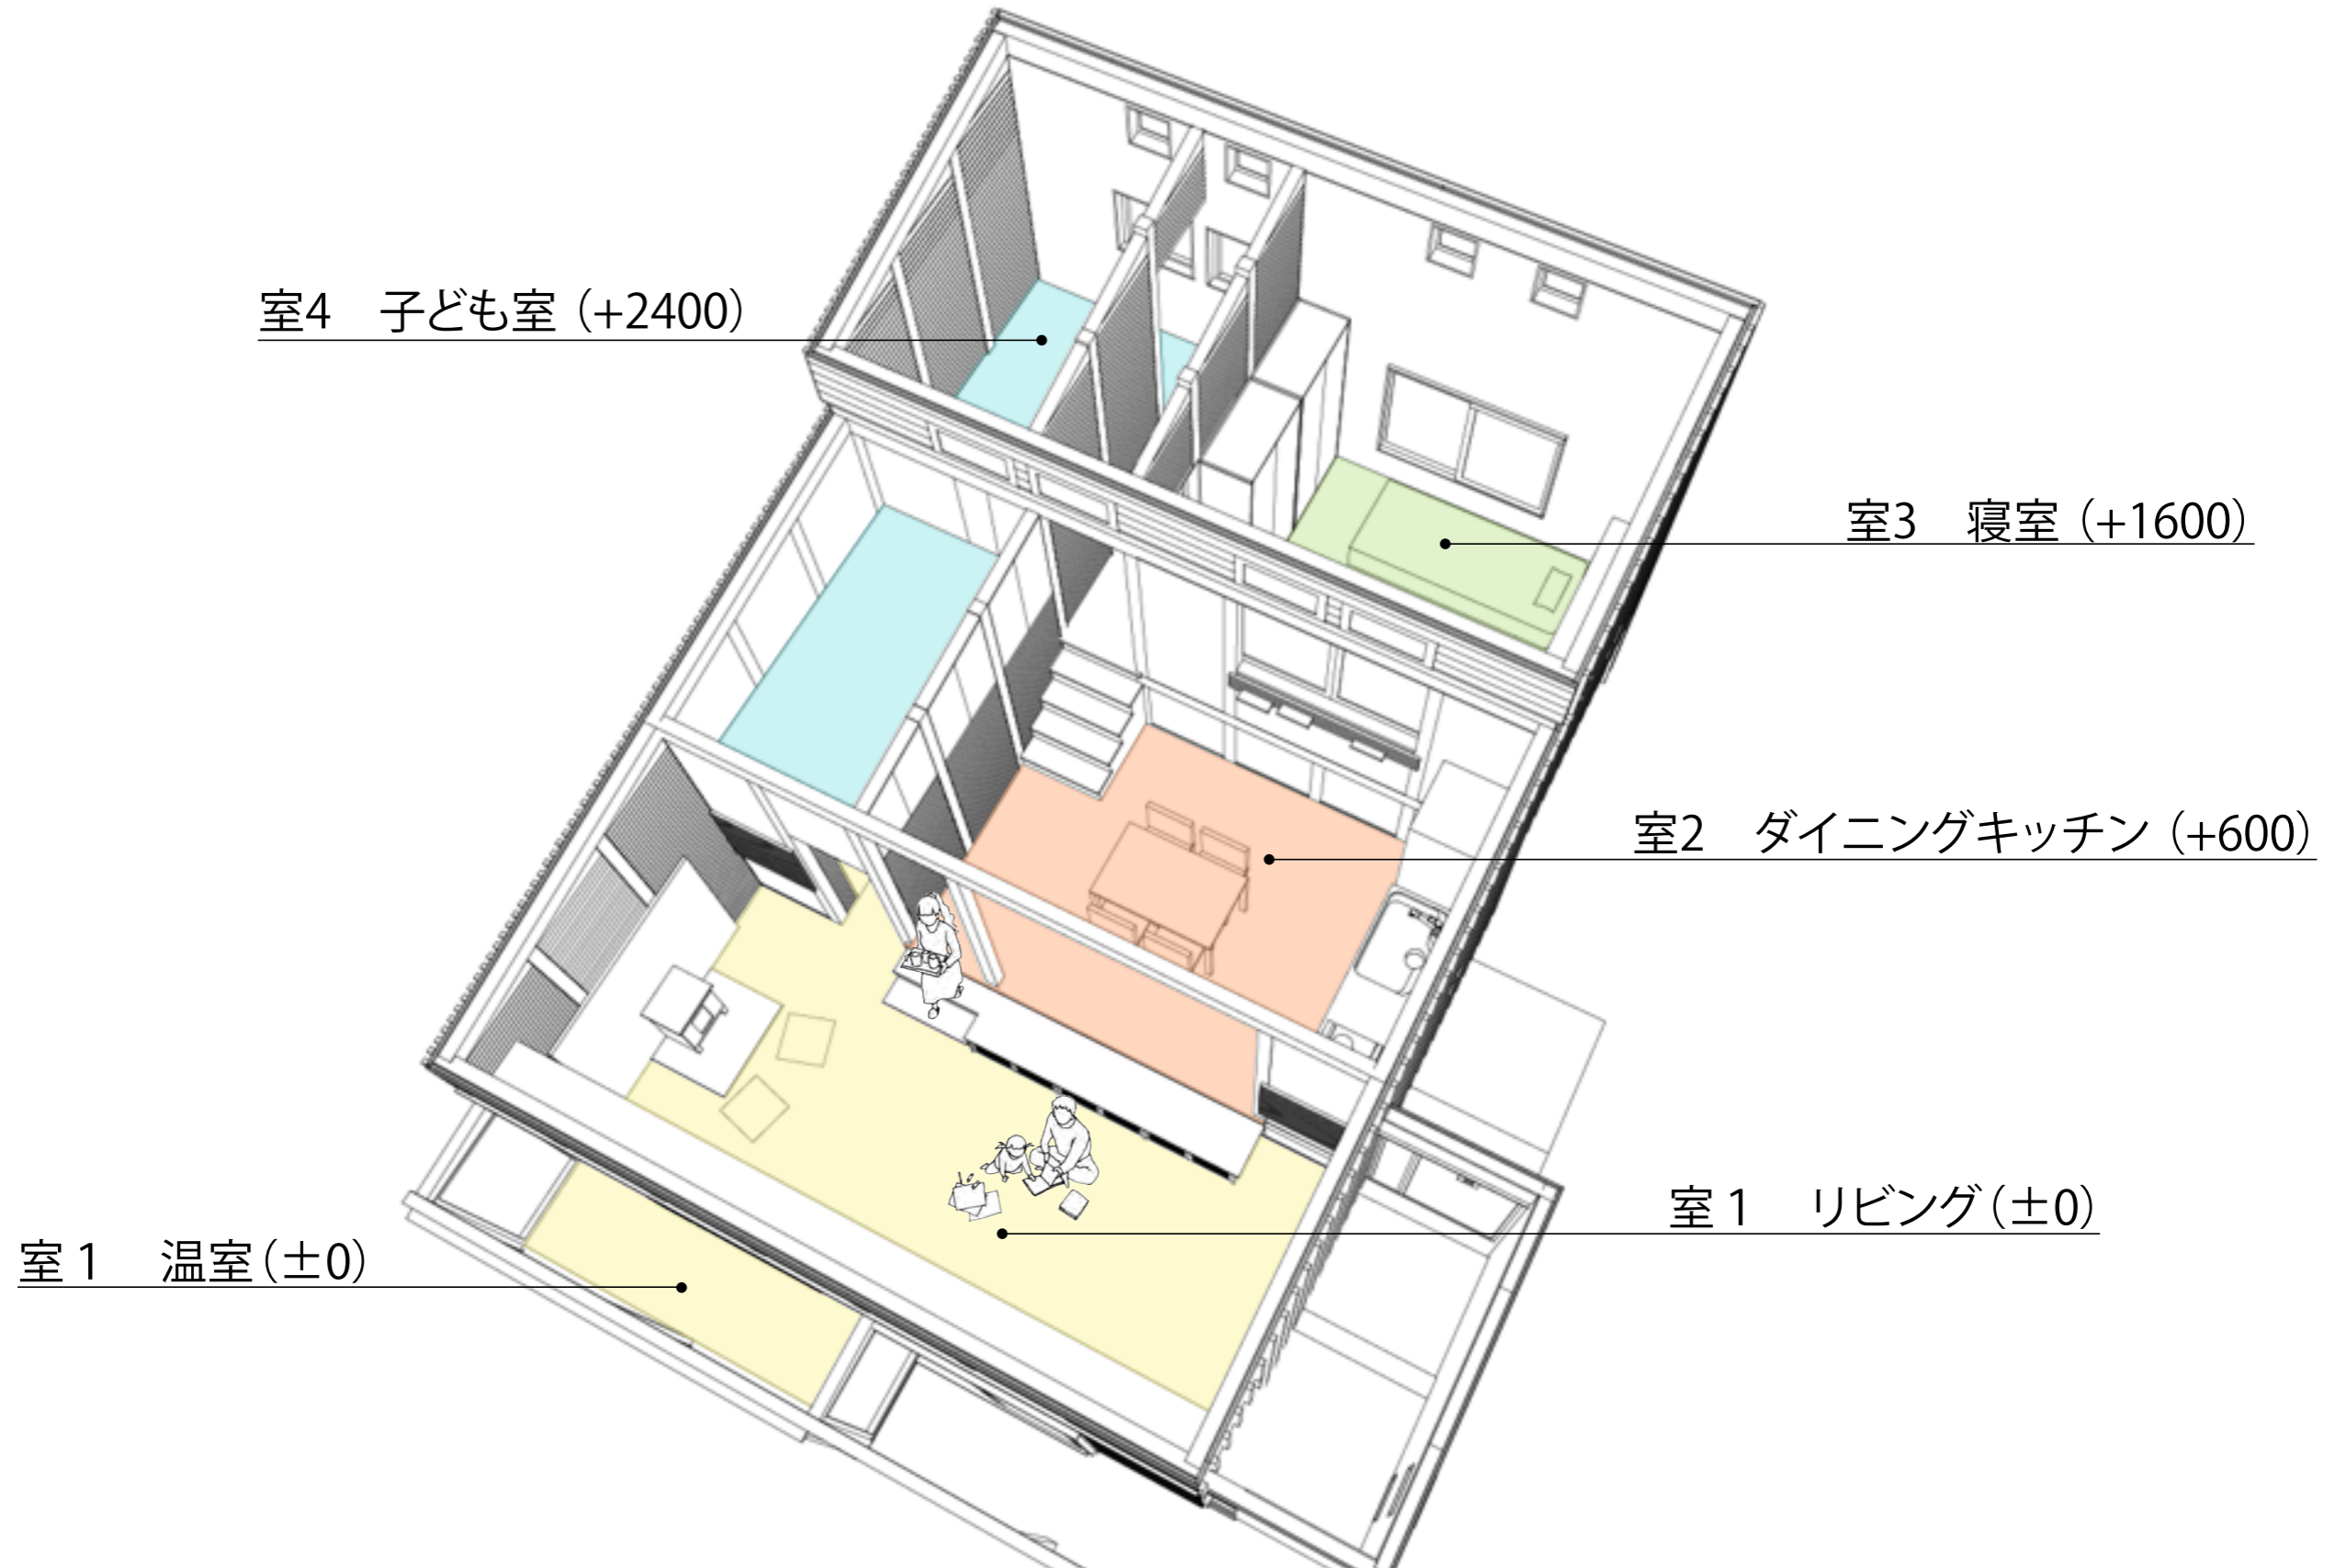 室4　子ども室（+2400）
室3　寝室（+1600）
室2　ダイニングキッチン（+600）
室1　リビング（±0）
室1　温室（±0）